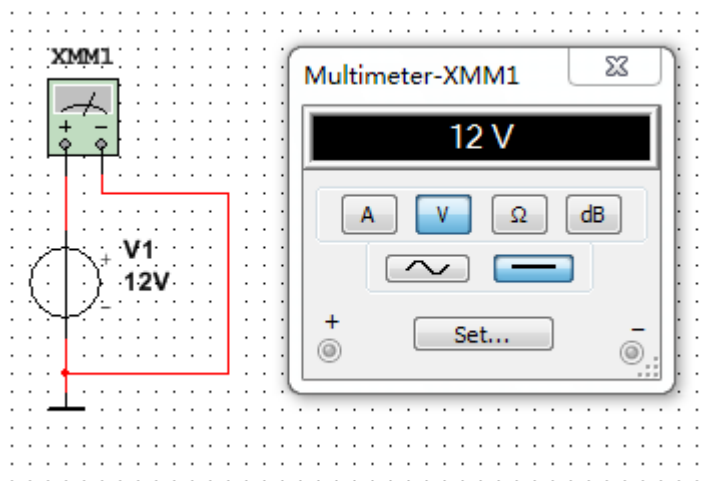 XMM1
+ −
V1
+
12V
−
Multimeter-XMM1
12 V
A V Ω dB
+ −
Set...